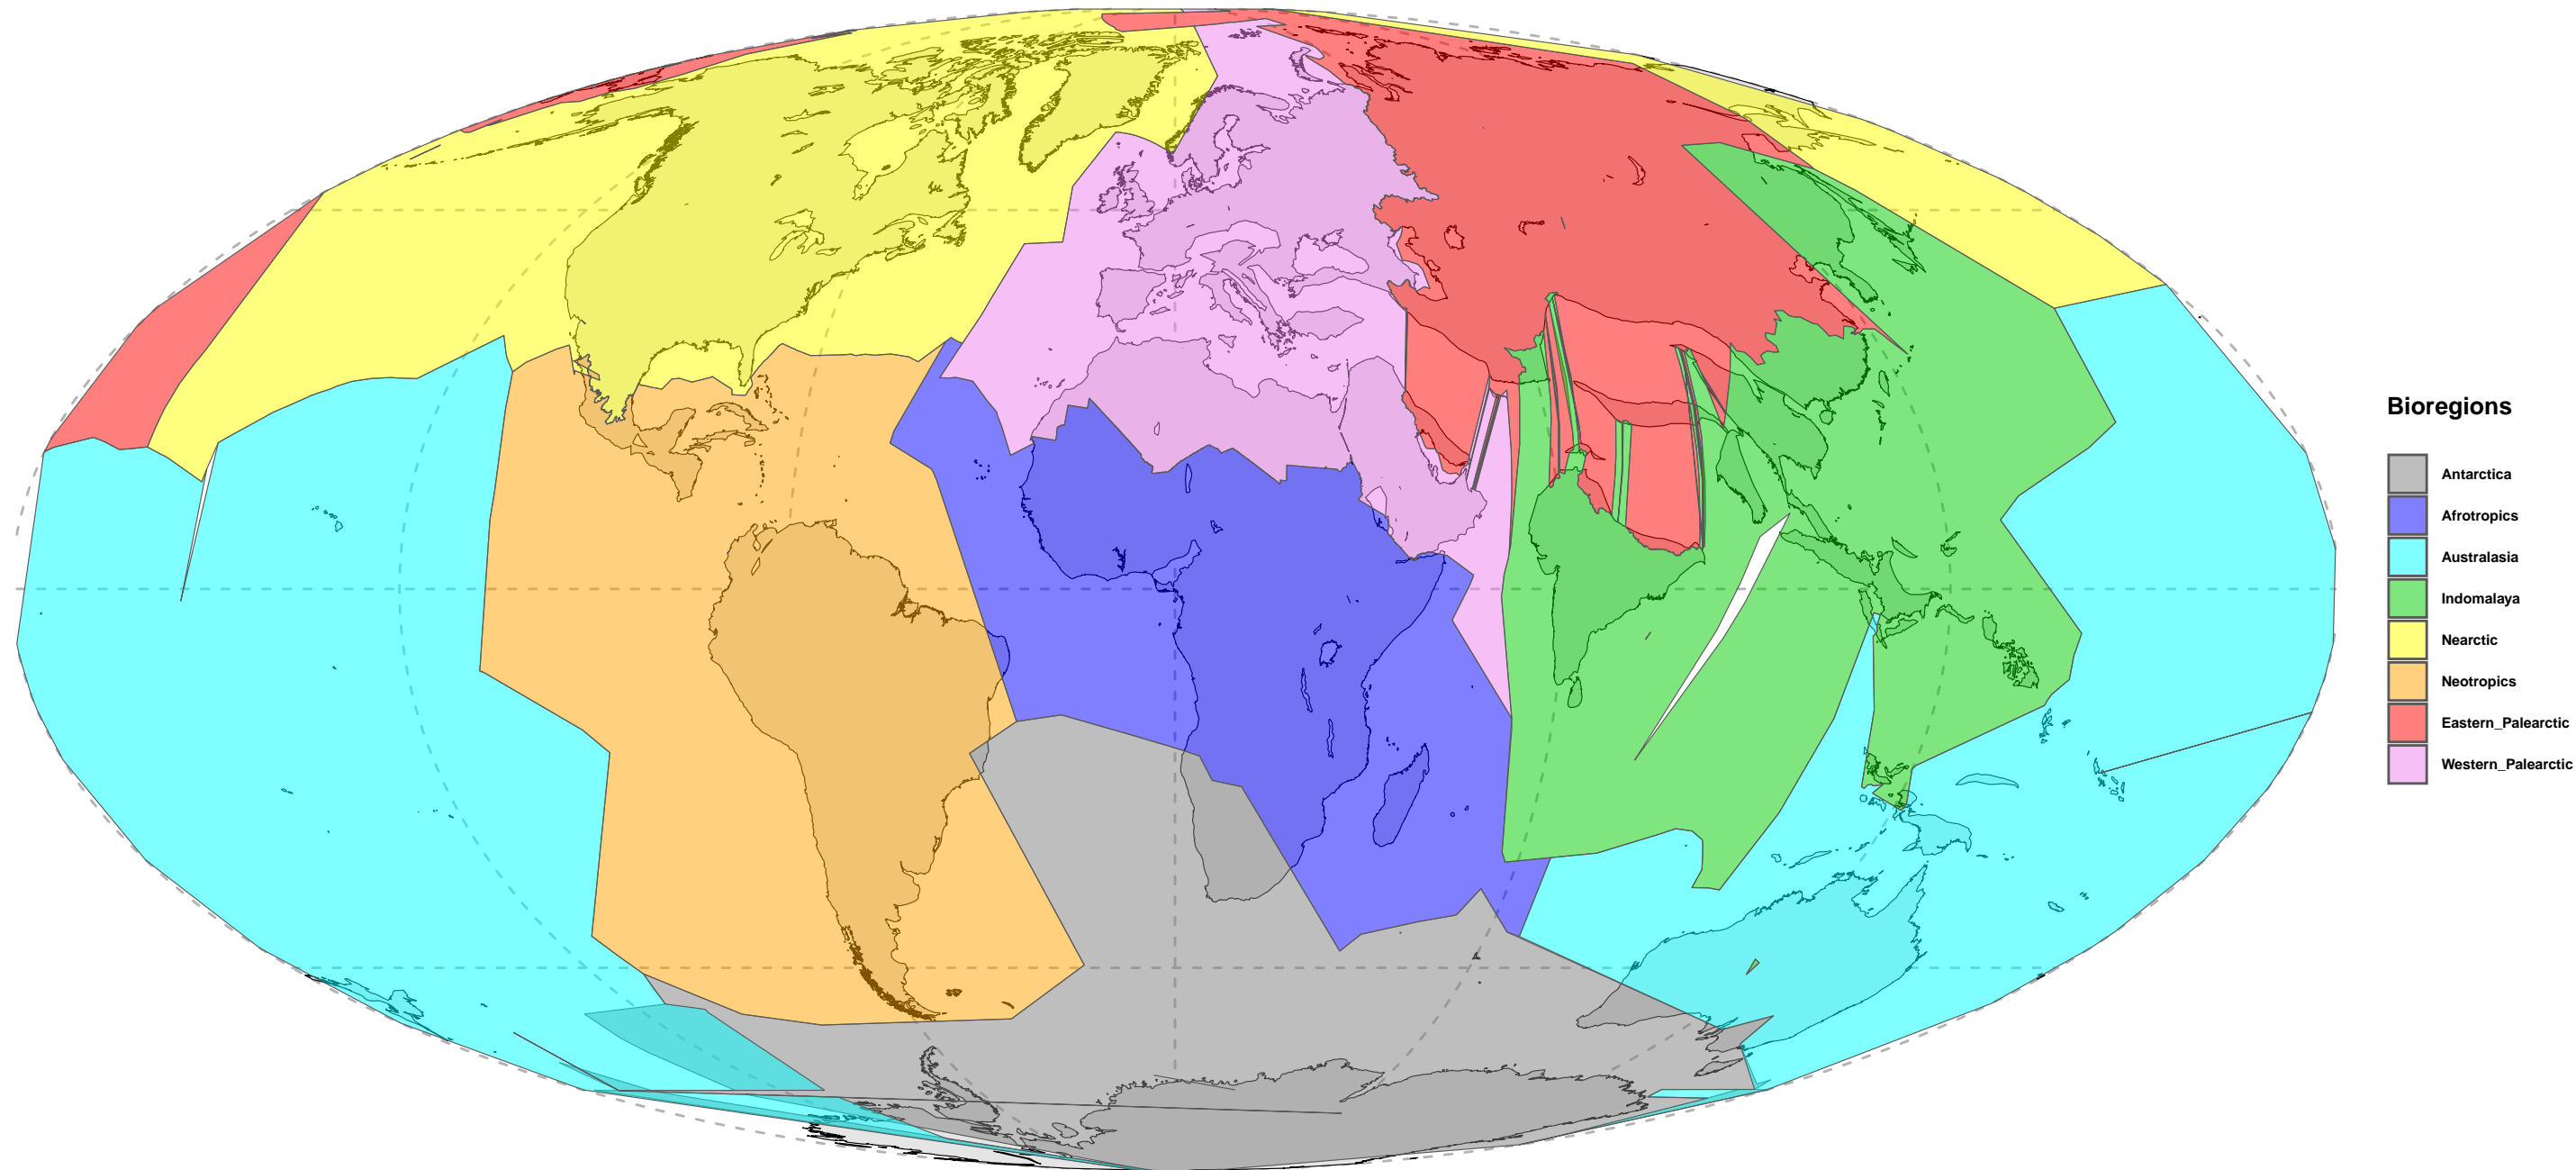 Bioregions
Antarctica
Afrotropics
Australasia
Indomalaya
Nearctic
Neotropics
Eastern_Palearctic
Western_Palearctic